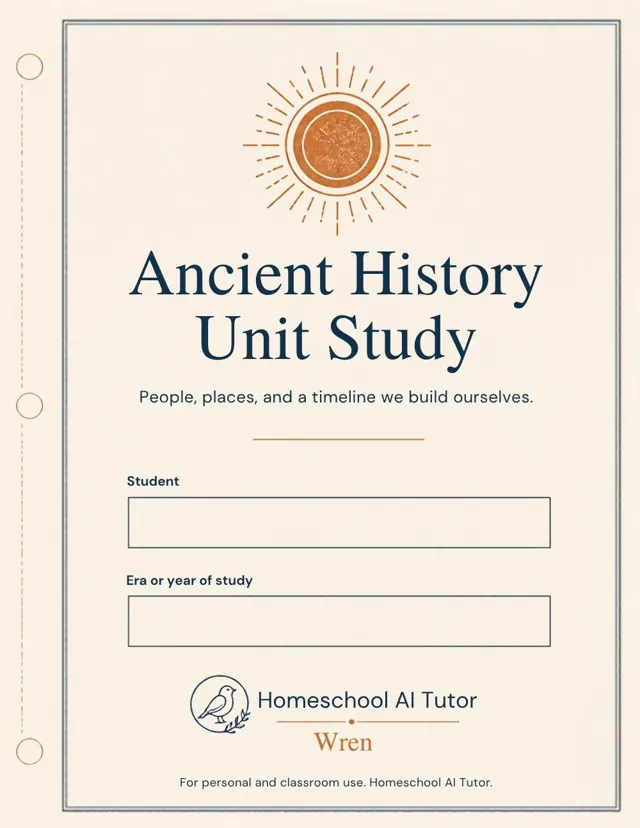 Ancient History
Unit Study
People, places, and a timeline we build ourselves.
Student
Era or year of study
Homeschool AI Tutor
Wren
For personal and classroom use. Homeschool AI Tutor.